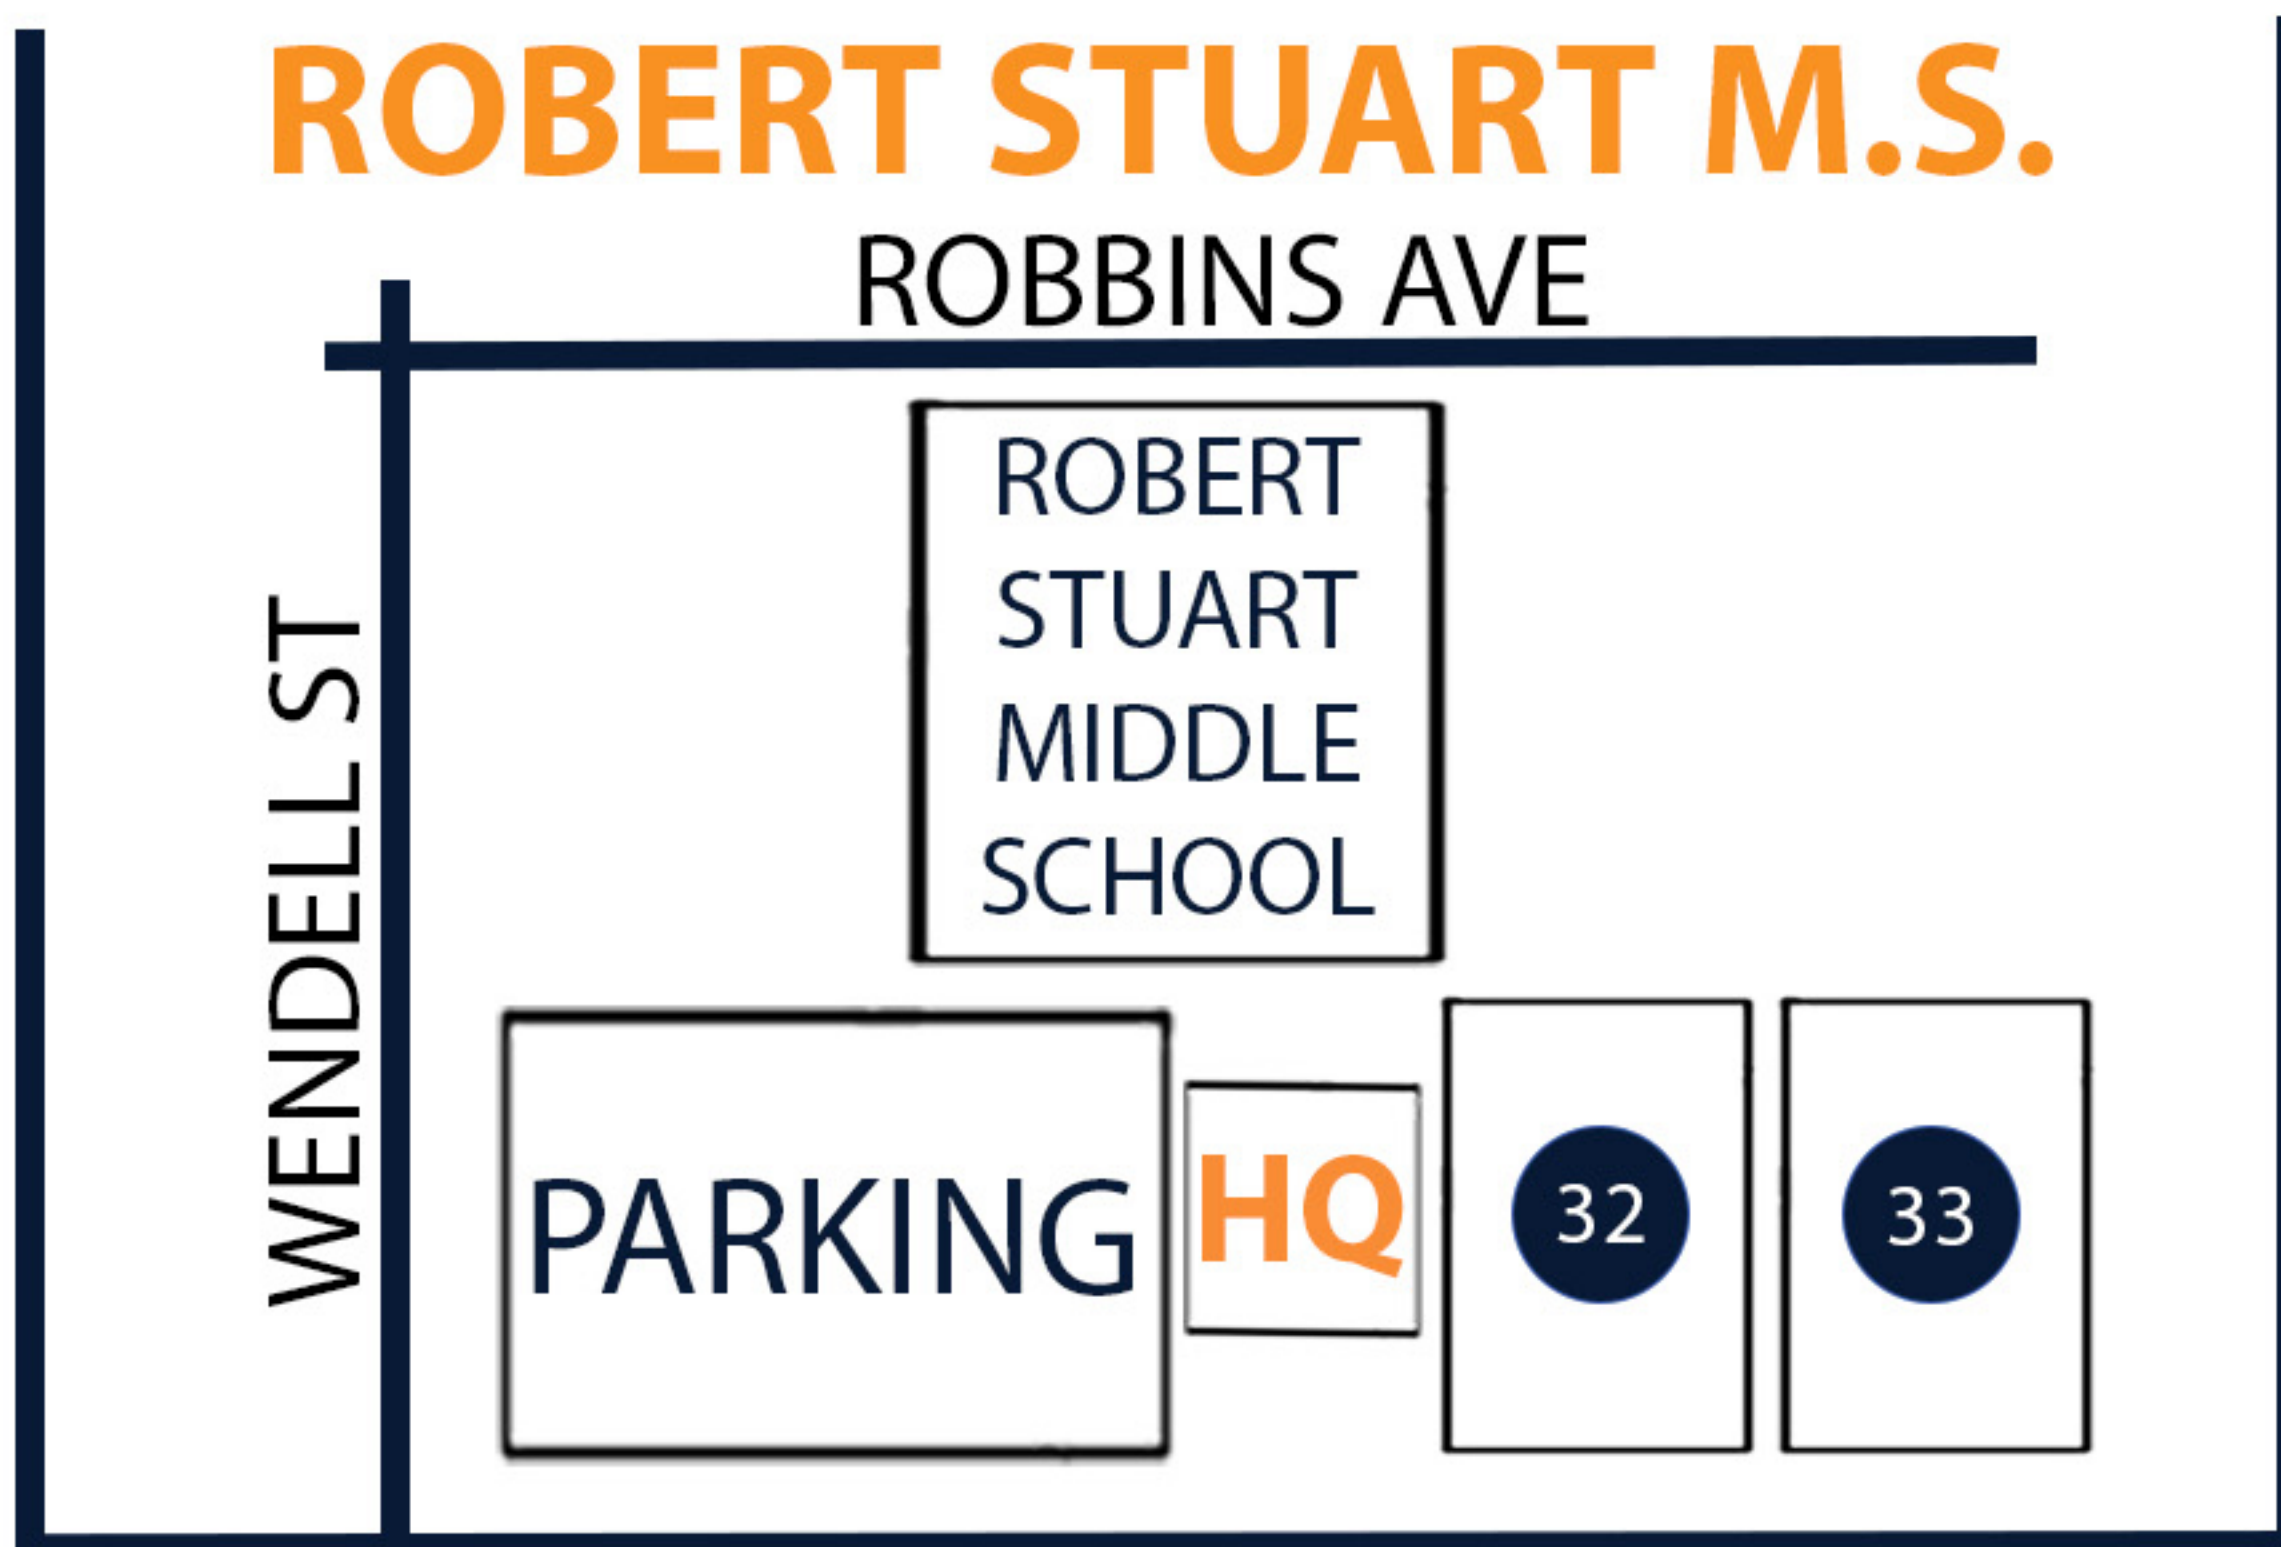 ROBERT STUART M.S.
ROBBINS AVE
WENDELL ST
ROBERT
STUART
MIDDLE
SCHOOL
PARKING
HQ
32
33